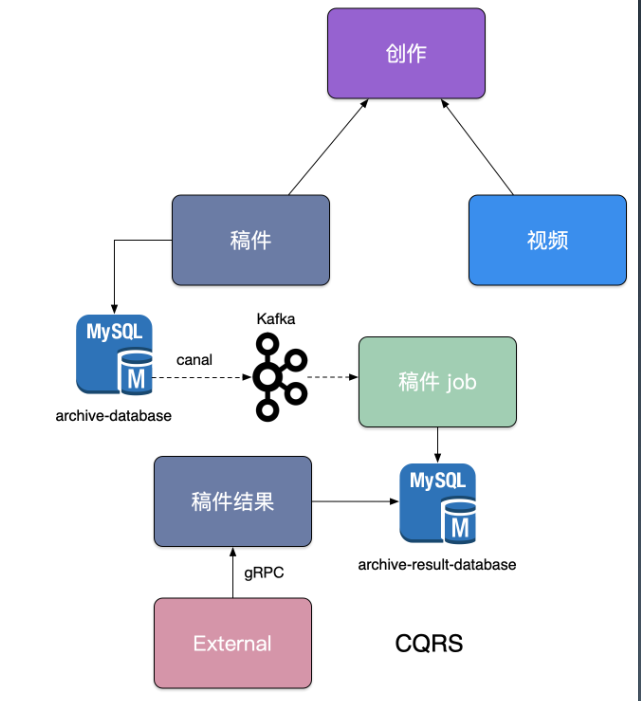 创作
稿件
视频
MySQL
M
archive-database
canal
Kafka
稿件 job
稿件结果
MySQL
M
archive-result-database
gRPC
External
CQRS